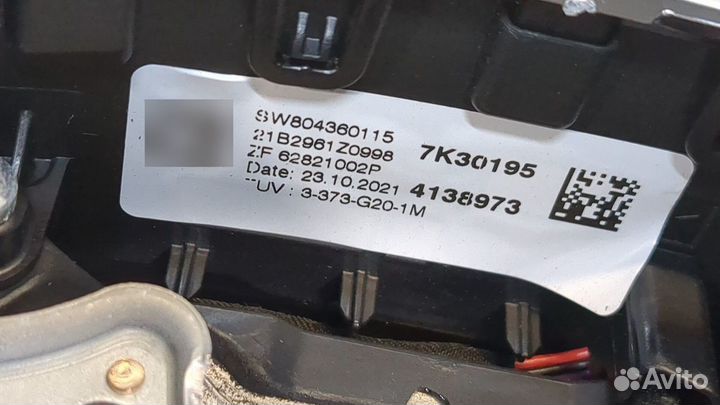 SW804360115
21B2961Z0998
7K30195
ZF 62821002P
Date: 23.10.2021
4138973
TUV : 3-373-G20-1M
Avito